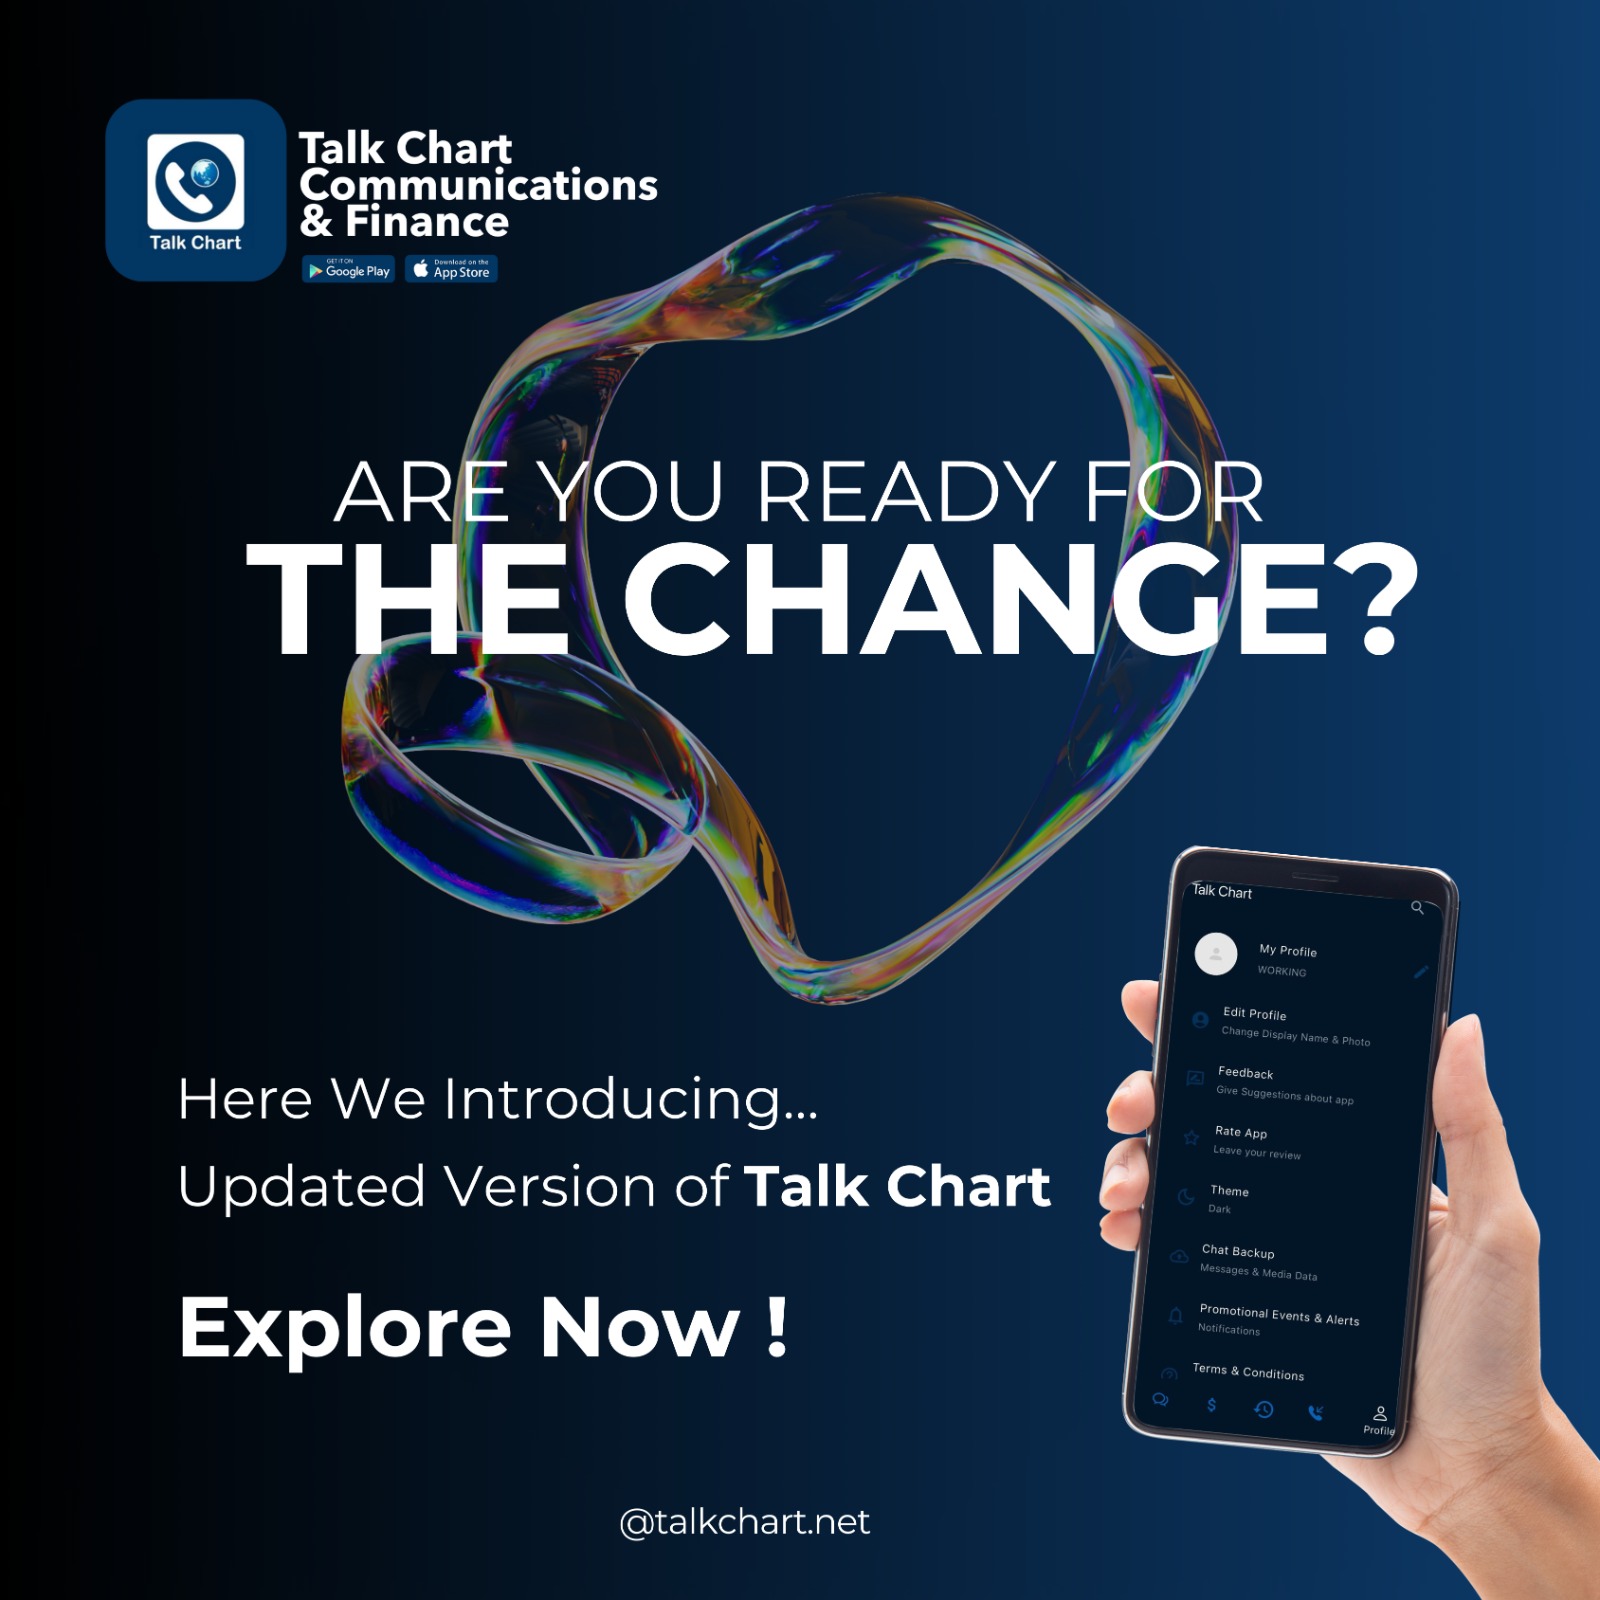 Talk Chart
Talk Chart
Communications
& Finance
GET IT ON
Google Play
Download on the
App Store
ARE YOU READY FOR
THE CHANGE?
Here We Introducing...
Updated Version of Talk Chart
Explore Now !
Talk Chart
My Profile
WORKING
Edit Profile
Change Display Name & Photo
Feedback
Give Suggestions about app
Rate App
Leave your review
Theme
Dark
Chat Backup
Messages & Media Data
Promotional Events & Alerts
Notifications
Terms & Conditions
Profile
@talkchart.net